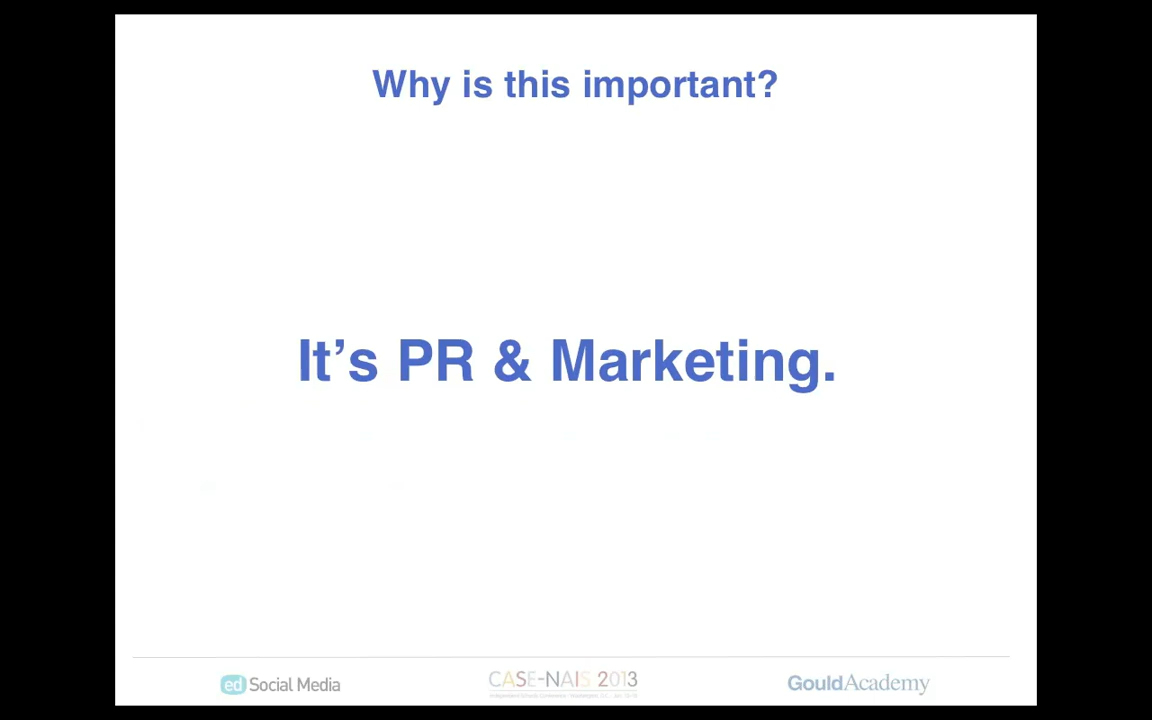 Why is this important?
It's PR & Marketing.
ed Social Media
CASE-NAIS 2013
GouldAcademy